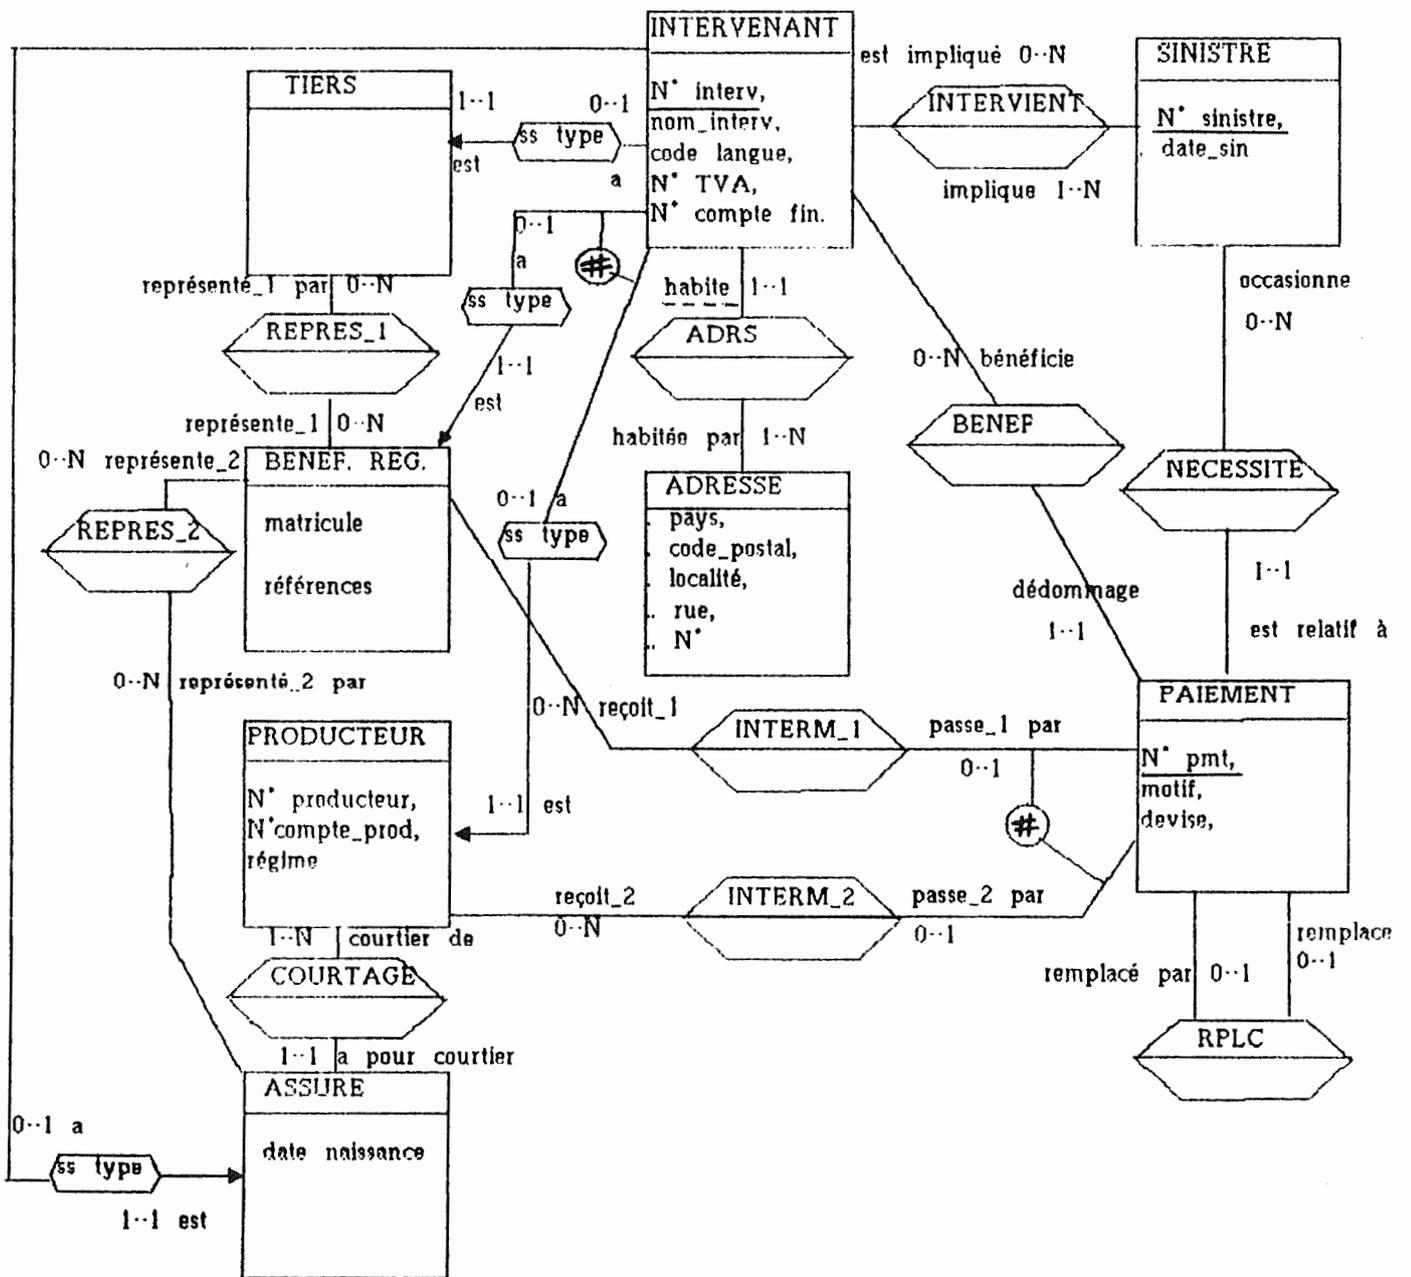 INTERVENANT
N° interv,
nom_interv,
code langue,
N° TVA,
N° compte fin.
est impliqué 0··N
INTERVIENT
implique 1··N
SINISTRE
N° sinistre,
date_sin
TIERS
1··1
0··1
ss type
est
a
0··1
a
#
ss type
1··1
est
représenté_1 par 0··N
REPRES_1
représente_1 0··N
habite 1··1
ADRS
habitée par 1··N
ADRESSE
pays,
code_postal,
localité,
rue,
N°
0··N bénéficie
BENEF
dédommage
1··1
occasionne
0··N
NECESSITE
1··1
est relatif à
0··N représente_2
BENEF. REG.
matricule
références
REPRES_2
0··N représenté_2 par
0··1 a
ss type
1··1 est
0··N reçoit_1
INTERM_1
passe_1 par
0··1
#
PAIEMENT
N° pmt,
motif,
devise,
PRODUCTEUR
N° producteur,
N°compte_prod,
régime
reçoit_2
0··N
INTERM_2
passe_2 par
0··1
1··N courtier de
COURTAGE
1··1 a pour courtier
remplacé par 0··1
remplace
0··1
RPLC
ASSURE
date naissance
0··1 a
ss type
1··1 est